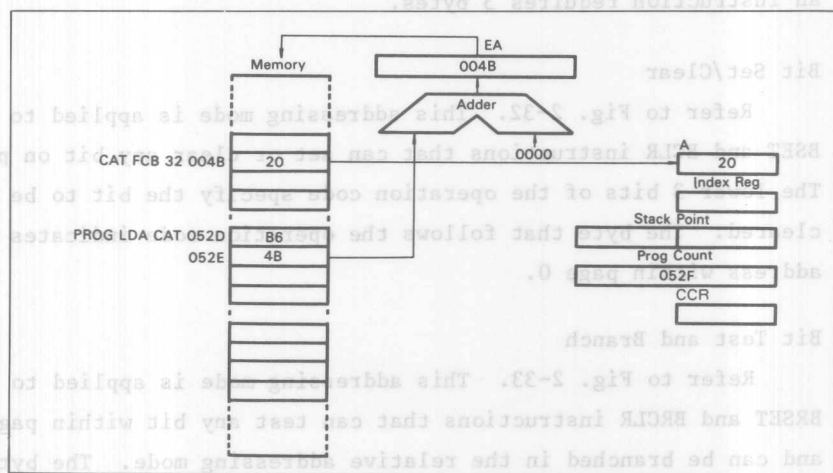 an instruction requires 3 bytes.
EA
Memory
004B
Adder
0000
CAT FCB 32 004B
20
A
20
Index Reg
Stack Point
PROG LDA CAT 052D
B6
052E
4B
Prog Count
052F
CCR
Bit Set/Clear
Refer to Fig. 2-32. This addressing mode is applied to
BSET and BCLR instructions that can set or clear any bit on
The lower 3 bits of the operation code specify the bit to be
cleared. The byte that follows the operation code indicates
address within page 0.
Bit Test and Branch
Refer to Fig. 2-33. This addressing mode is applied to
BRSET and BRCLR instructions that can test any bit within
and can be branched in the relative addressing mode. The